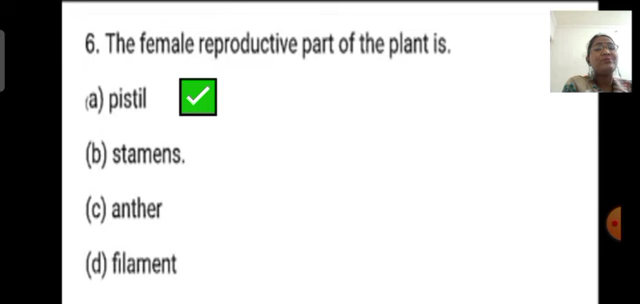 6. The female reproductive part of the plant is.
(a) pistil
(b) stamens.
(c) anther
(d) filament